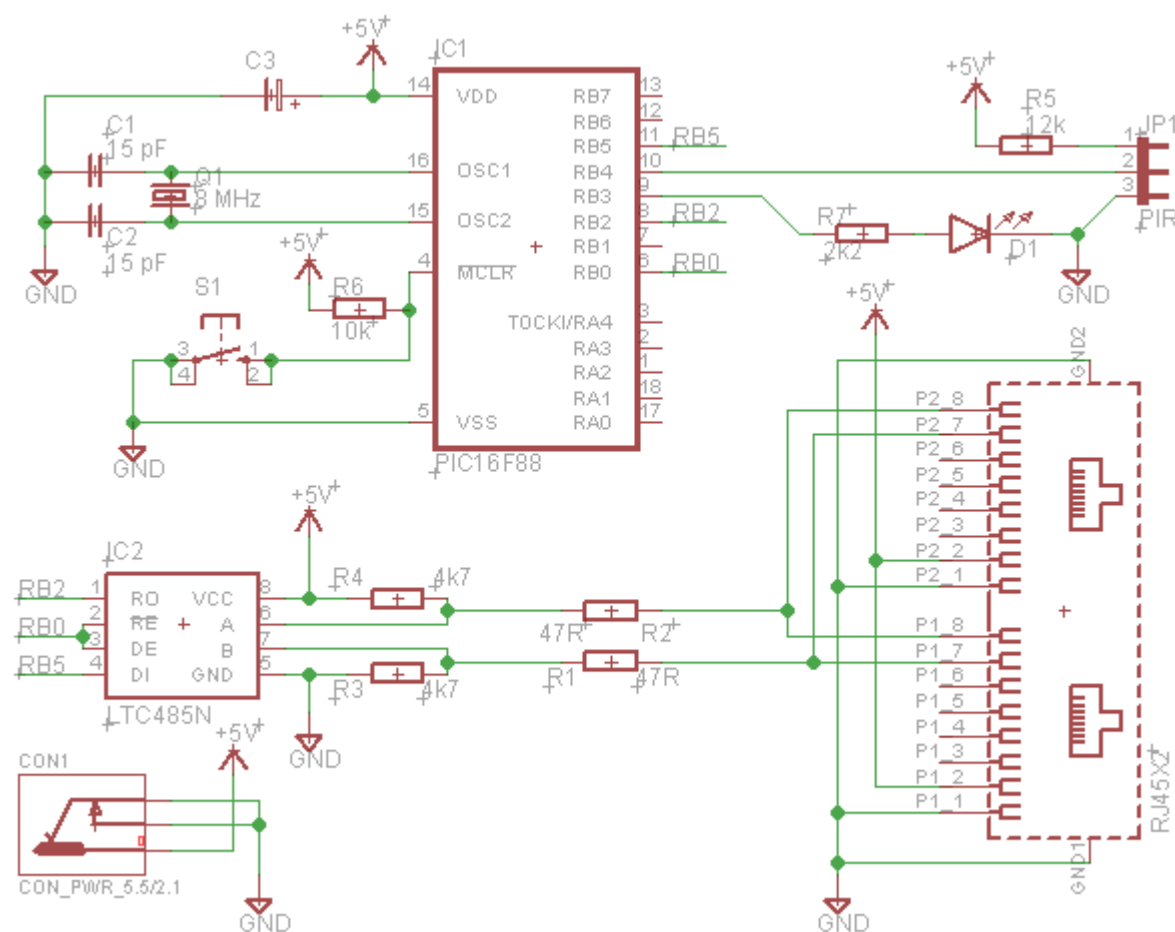 +5V
C3
IC1
14
VDD
RB7
13
RB6
12
RB5
11
RB5
C1
15 pF
16
OSC1
RB4
10
Q1
8 MHz
RB3
9
15
OSC2
RB2
8
RB2
C2
15 pF
RB1
7
4
MCLR
RB0
6
RB0
GND
+5V
R6
10k
S1
3
1
4
2
T0CKI/RA4
3
RA3
2
RA2
1
RA1
18
5
VSS
RA0
17
GND
PIC16F88
+5V
R5
12k
JP1
1
2
3
PIR
R7
2k2
D1
GND
+5V
GND2
P2_8
P2_7
P2_6
P2_5
P2_4
P2_3
P2_2
P2_1
P1_8
P1_7
P1_6
P1_5
P1_4
P1_3
P1_2
P1_1
RJ45X2
GND1
GND
+5V
IC2
RB2
1
RO
VCC
8
R4
4k7
RB0
2
RE
A
6
47R
R2
3
DE
B
7
RB5
4
DI
GND
5
R3
4k7
R1
47R
LTC485N
GND
+5V
CON1
CON_PWR_5.5/2.1
GND